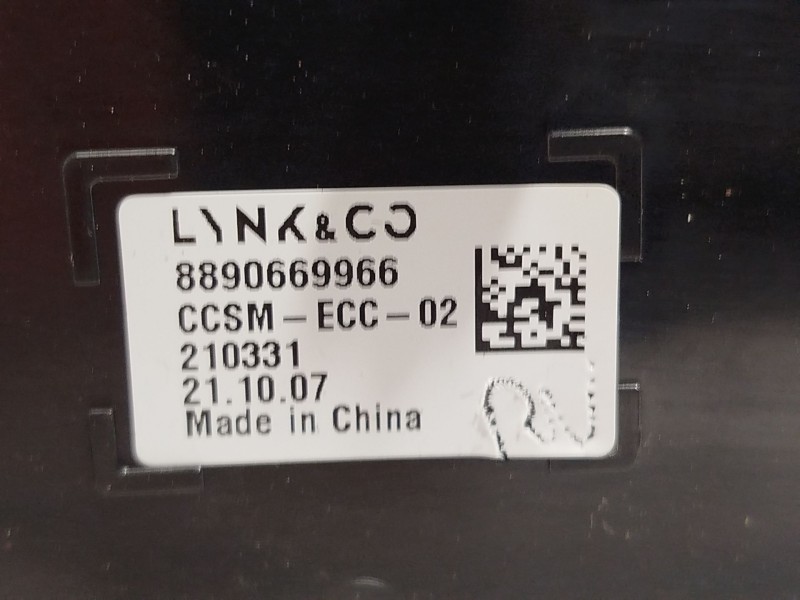 LYNK&CO
8890669966
CCSM-ECC-02
210331
21.10.07
Made in China